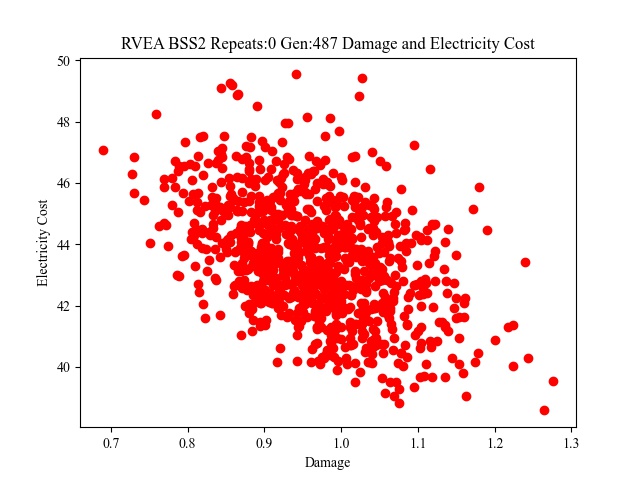 RVEA BSS2 Repeats:0 Gen:487 Damage and Electricity Cost
50
48
46
44
42
40
Electricity Cost
0.7 0.8 0.9 1.0 1.1 1.2 1.3
Damage